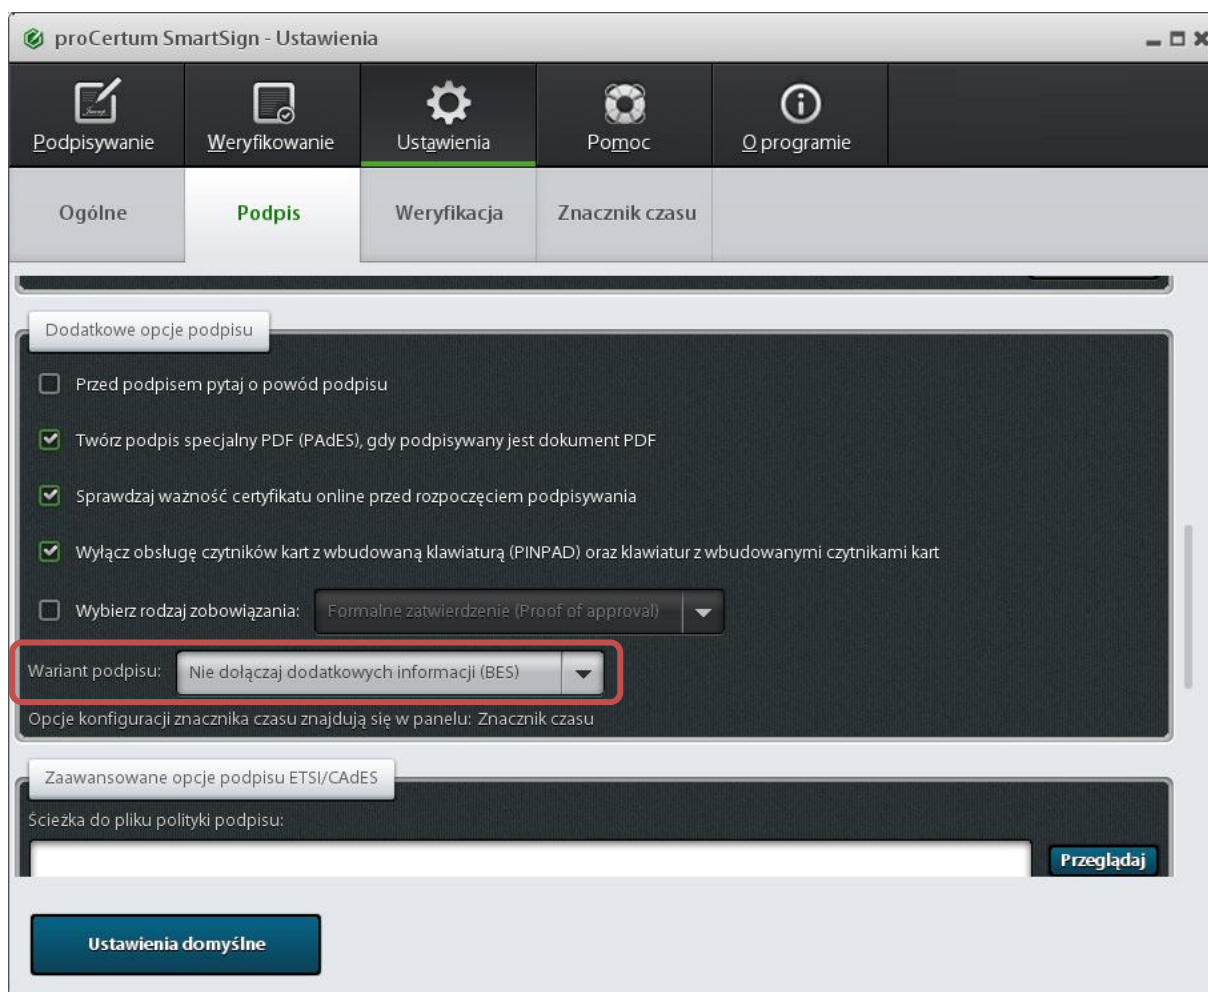 proCertum SmartSign - Ustawienia
Podpisywanie
Weryfikowanie
Ustawienia
Pomoc
O programie
Ogólne
Podpis
Weryfikacja
Znacznik czasu
Dodatkowe opcje podpisu
Przed podpisem pytaj o powód podpisu
Twórz podpis specjalny PDF (PAdES), gdy podpisywany jest dokument PDF
Sprawdzaj ważność certyfikatu online przed rozpoczęciem podpisywania
Wyłącz obsługę czytników kart z wbudowaną klawiaturą (PINPAD) oraz klawiatur z wbudowanymi czytnikami kart
Wybierz rodzaj zobowiązania: Formalne zatwierdzenie (Proof of approval)
Wariant podpisu: Nie dołączaj dodatkowych informacji (BES)
Opcje konfiguracji znacznika czasu znajdują się w panelu: Znacznik czasu
Zaawansowane opcje podpisu ETSI/CAdES
Ścieżka do pliku polityki podpisu:
Przeglądaj
Ustawienia domyślne